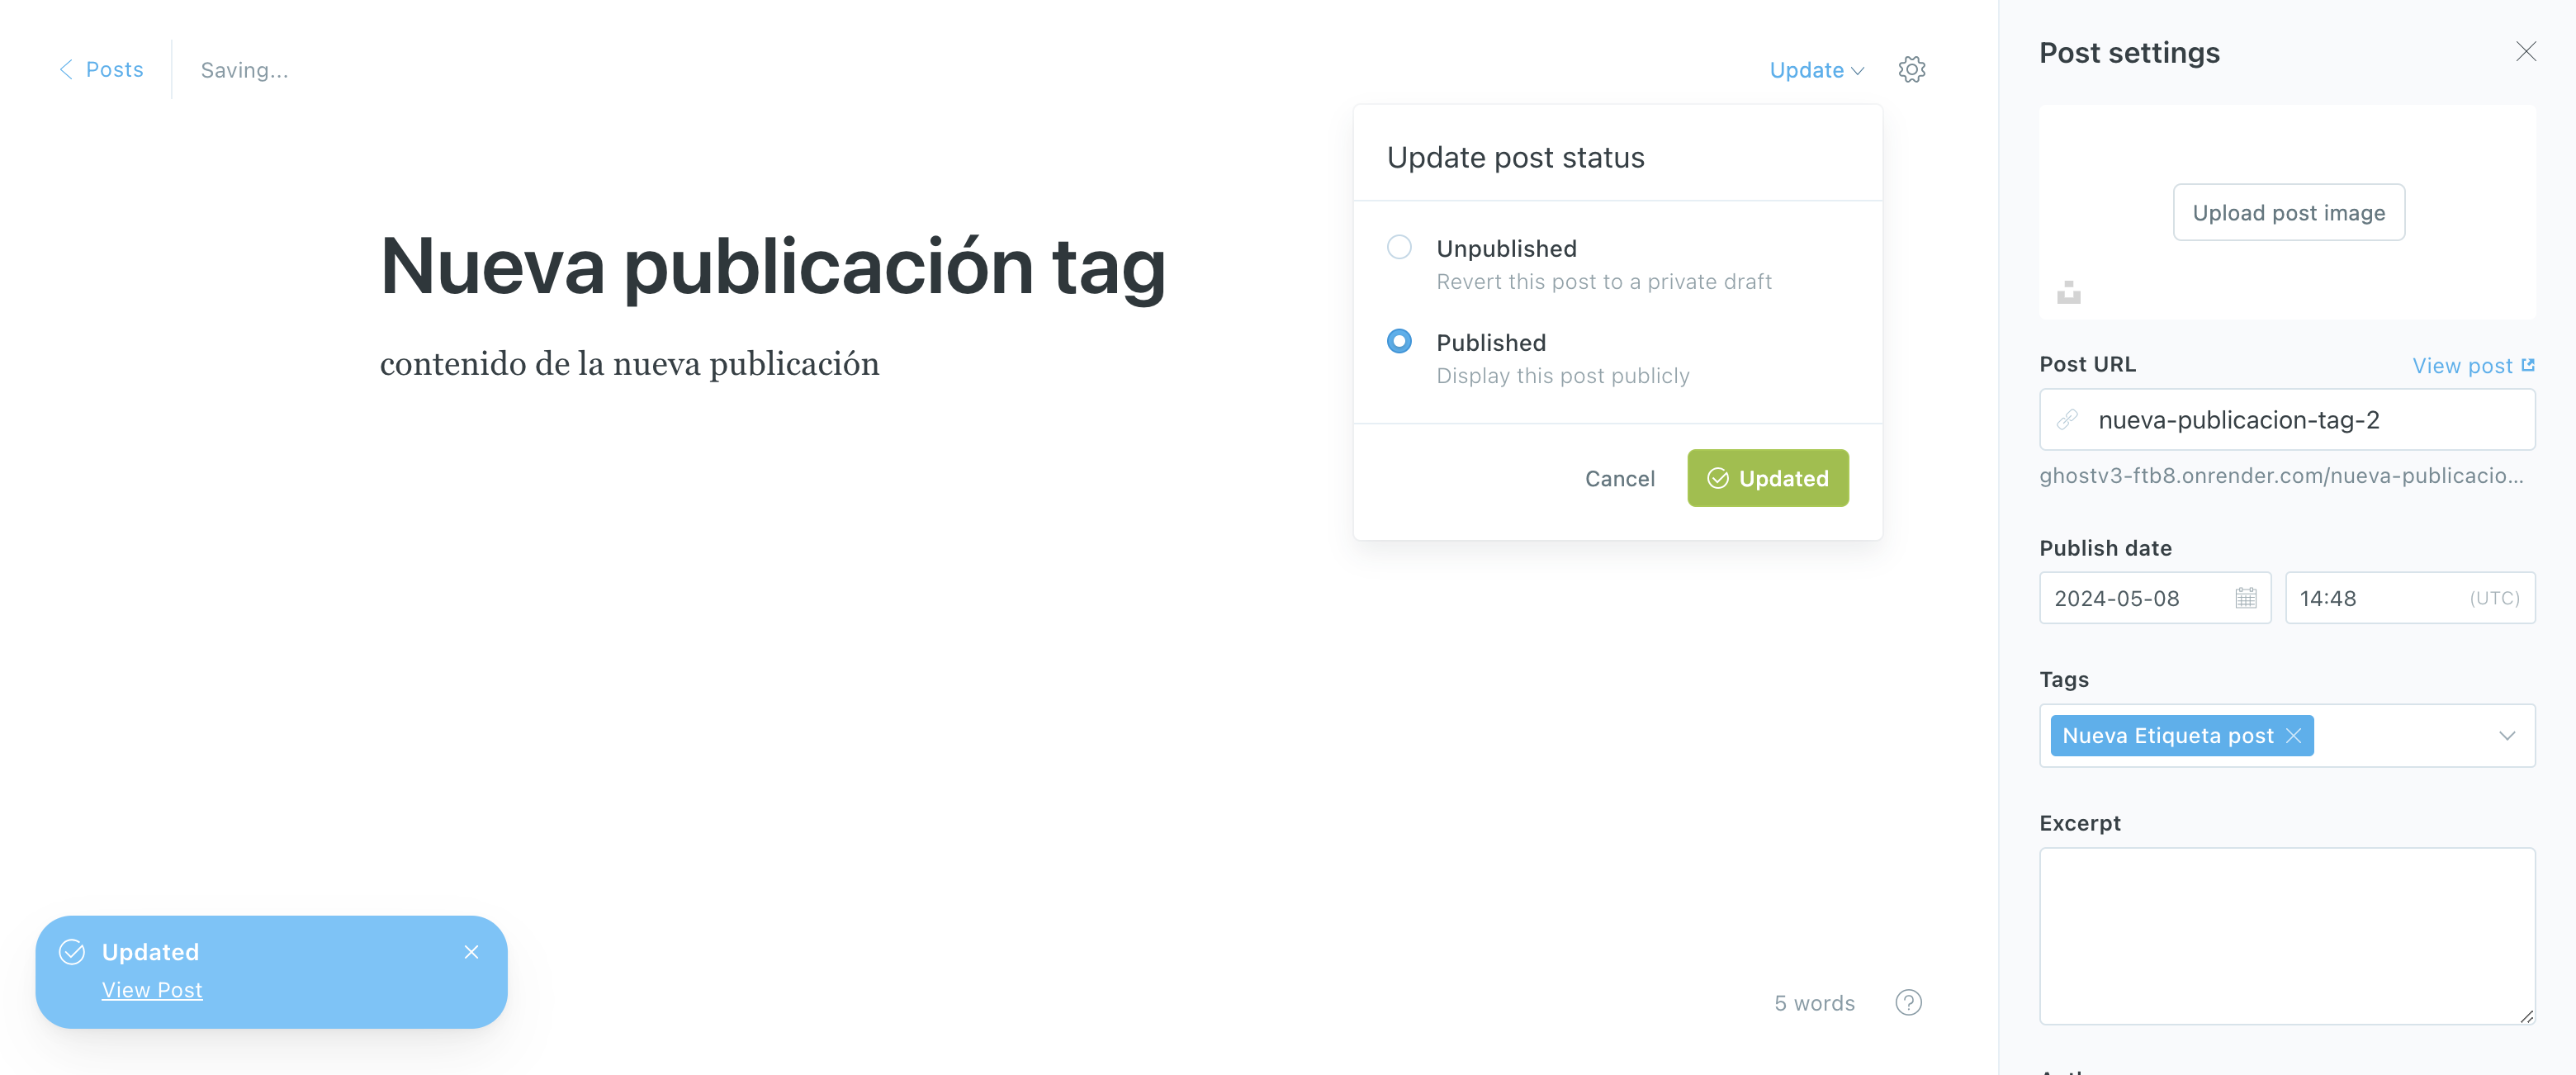 Posts
Saving...
Update
Post settings
Update post status
Unpublished
Revert this post to a private draft
Published
Display this post publicly
Cancel
Updated
Nueva publicación tag
contenido de la nueva publicación
Upload post image
Post URL
View post
nueva-publicacion-tag-2
ghostv3-ftb8.onrender.com/nueva-publicacio...
Publish date
2024-05-08
14:48
(UTC)
Tags
Nueva Etiqueta post
Excerpt
Updated
View Post
5 words
?